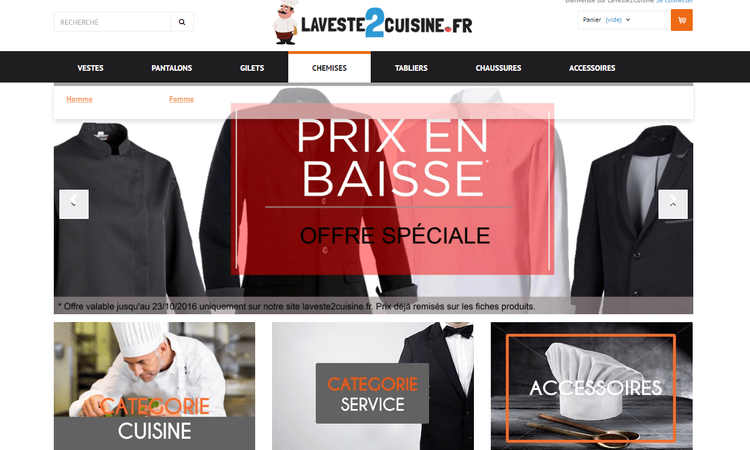 Bienvenue sur Laveste2cuisine Se connecter
RECHERCHE
LAVESTE2CUISINE.FR
Panier (vide)
VESTES PANTALONS GILETS CHEMISES TABLIERS CHAUSSURES ACCESSOIRES
Homme Femme
PRIX EN
BAISSE*
OFFRE SPÉCIALE
* Offre valable jusqu'au 23/10/2016 uniquement sur notre site laveste2cuisine.fr. Prix déjà remisés sur les fiches produits.
CATEGORIE
CUISINE
CATEGORIE
SERVICE
ACCESSOIRES